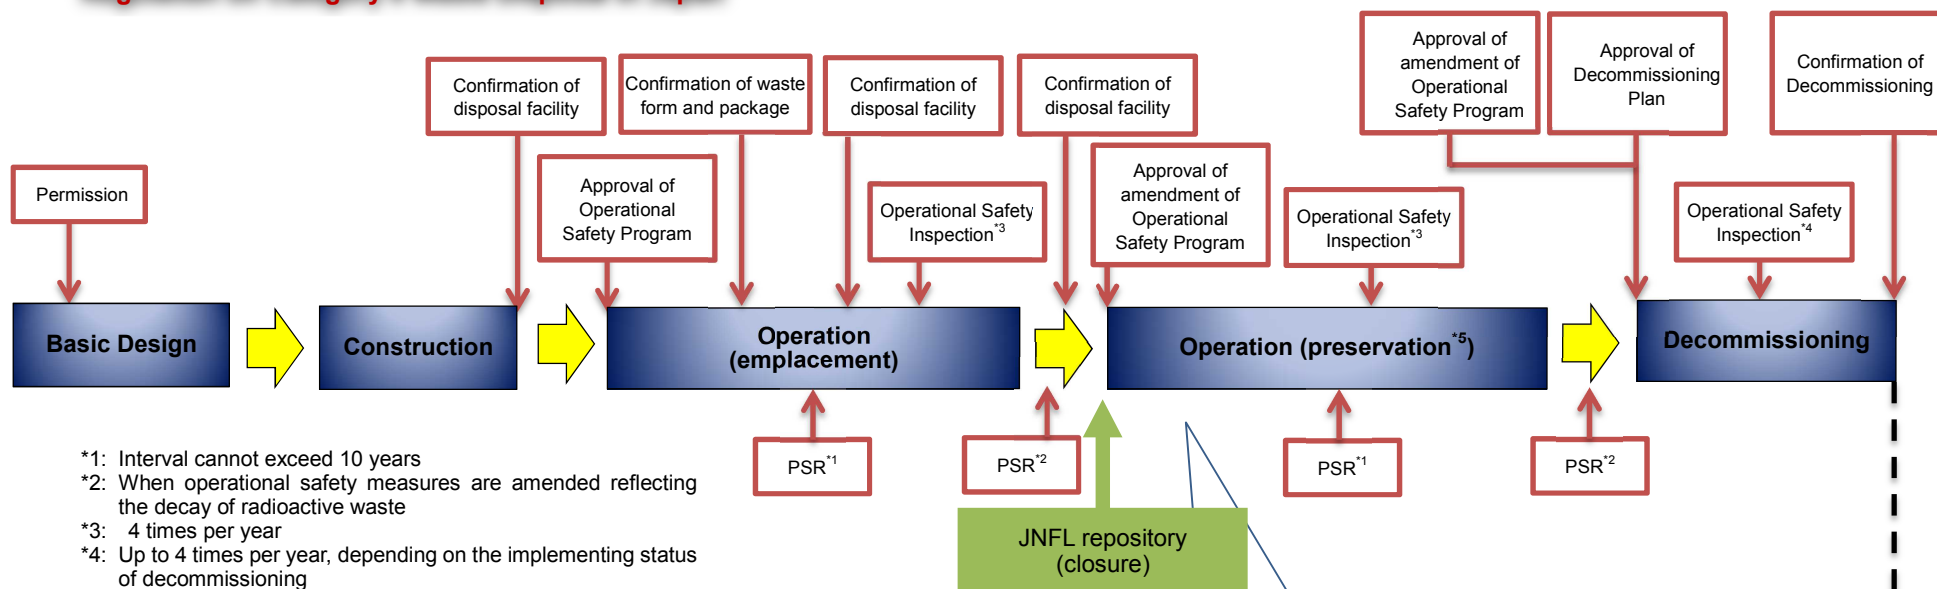 Permission
Confirmation of
disposal facility
Approval of
Operational
Safety Program
Confirmation of waste
form and package
Confirmation of
disposal facility
Operational Safety
Inspection*3
Confirmation of
disposal facility
Approval of
amendment of
Operational
Safety Program
Operational Safety
Inspection*3
Approval of
amendment of
Operational
Safety Program
Approval of
Decommissioning
Plan
Operational Safety
Inspection*4
Confirmation of
Decommissioning
Basic Design
Construction
Operation
(emplacement)
Operation (preservation*5)
Decommissioning
PSR*1
PSR*2
PSR*1
PSR*2
JNFL repository
(closure)
*1: Interval cannot exceed 10 years
*2: When operational safety measures are amended reflecting
the decay of radioactive waste
*3: 4 times per year
*4: Up to 4 times per year, depending on the implementing status
of decommissioning